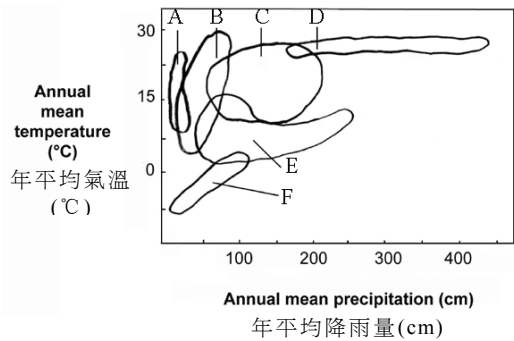 A B C D
30
15
0
Annual
mean
temperature
(°C)
年平均氣溫
(℃)
E
F
100 200 300 400
Annual mean precipitation (cm)
年平均降雨量(cm)